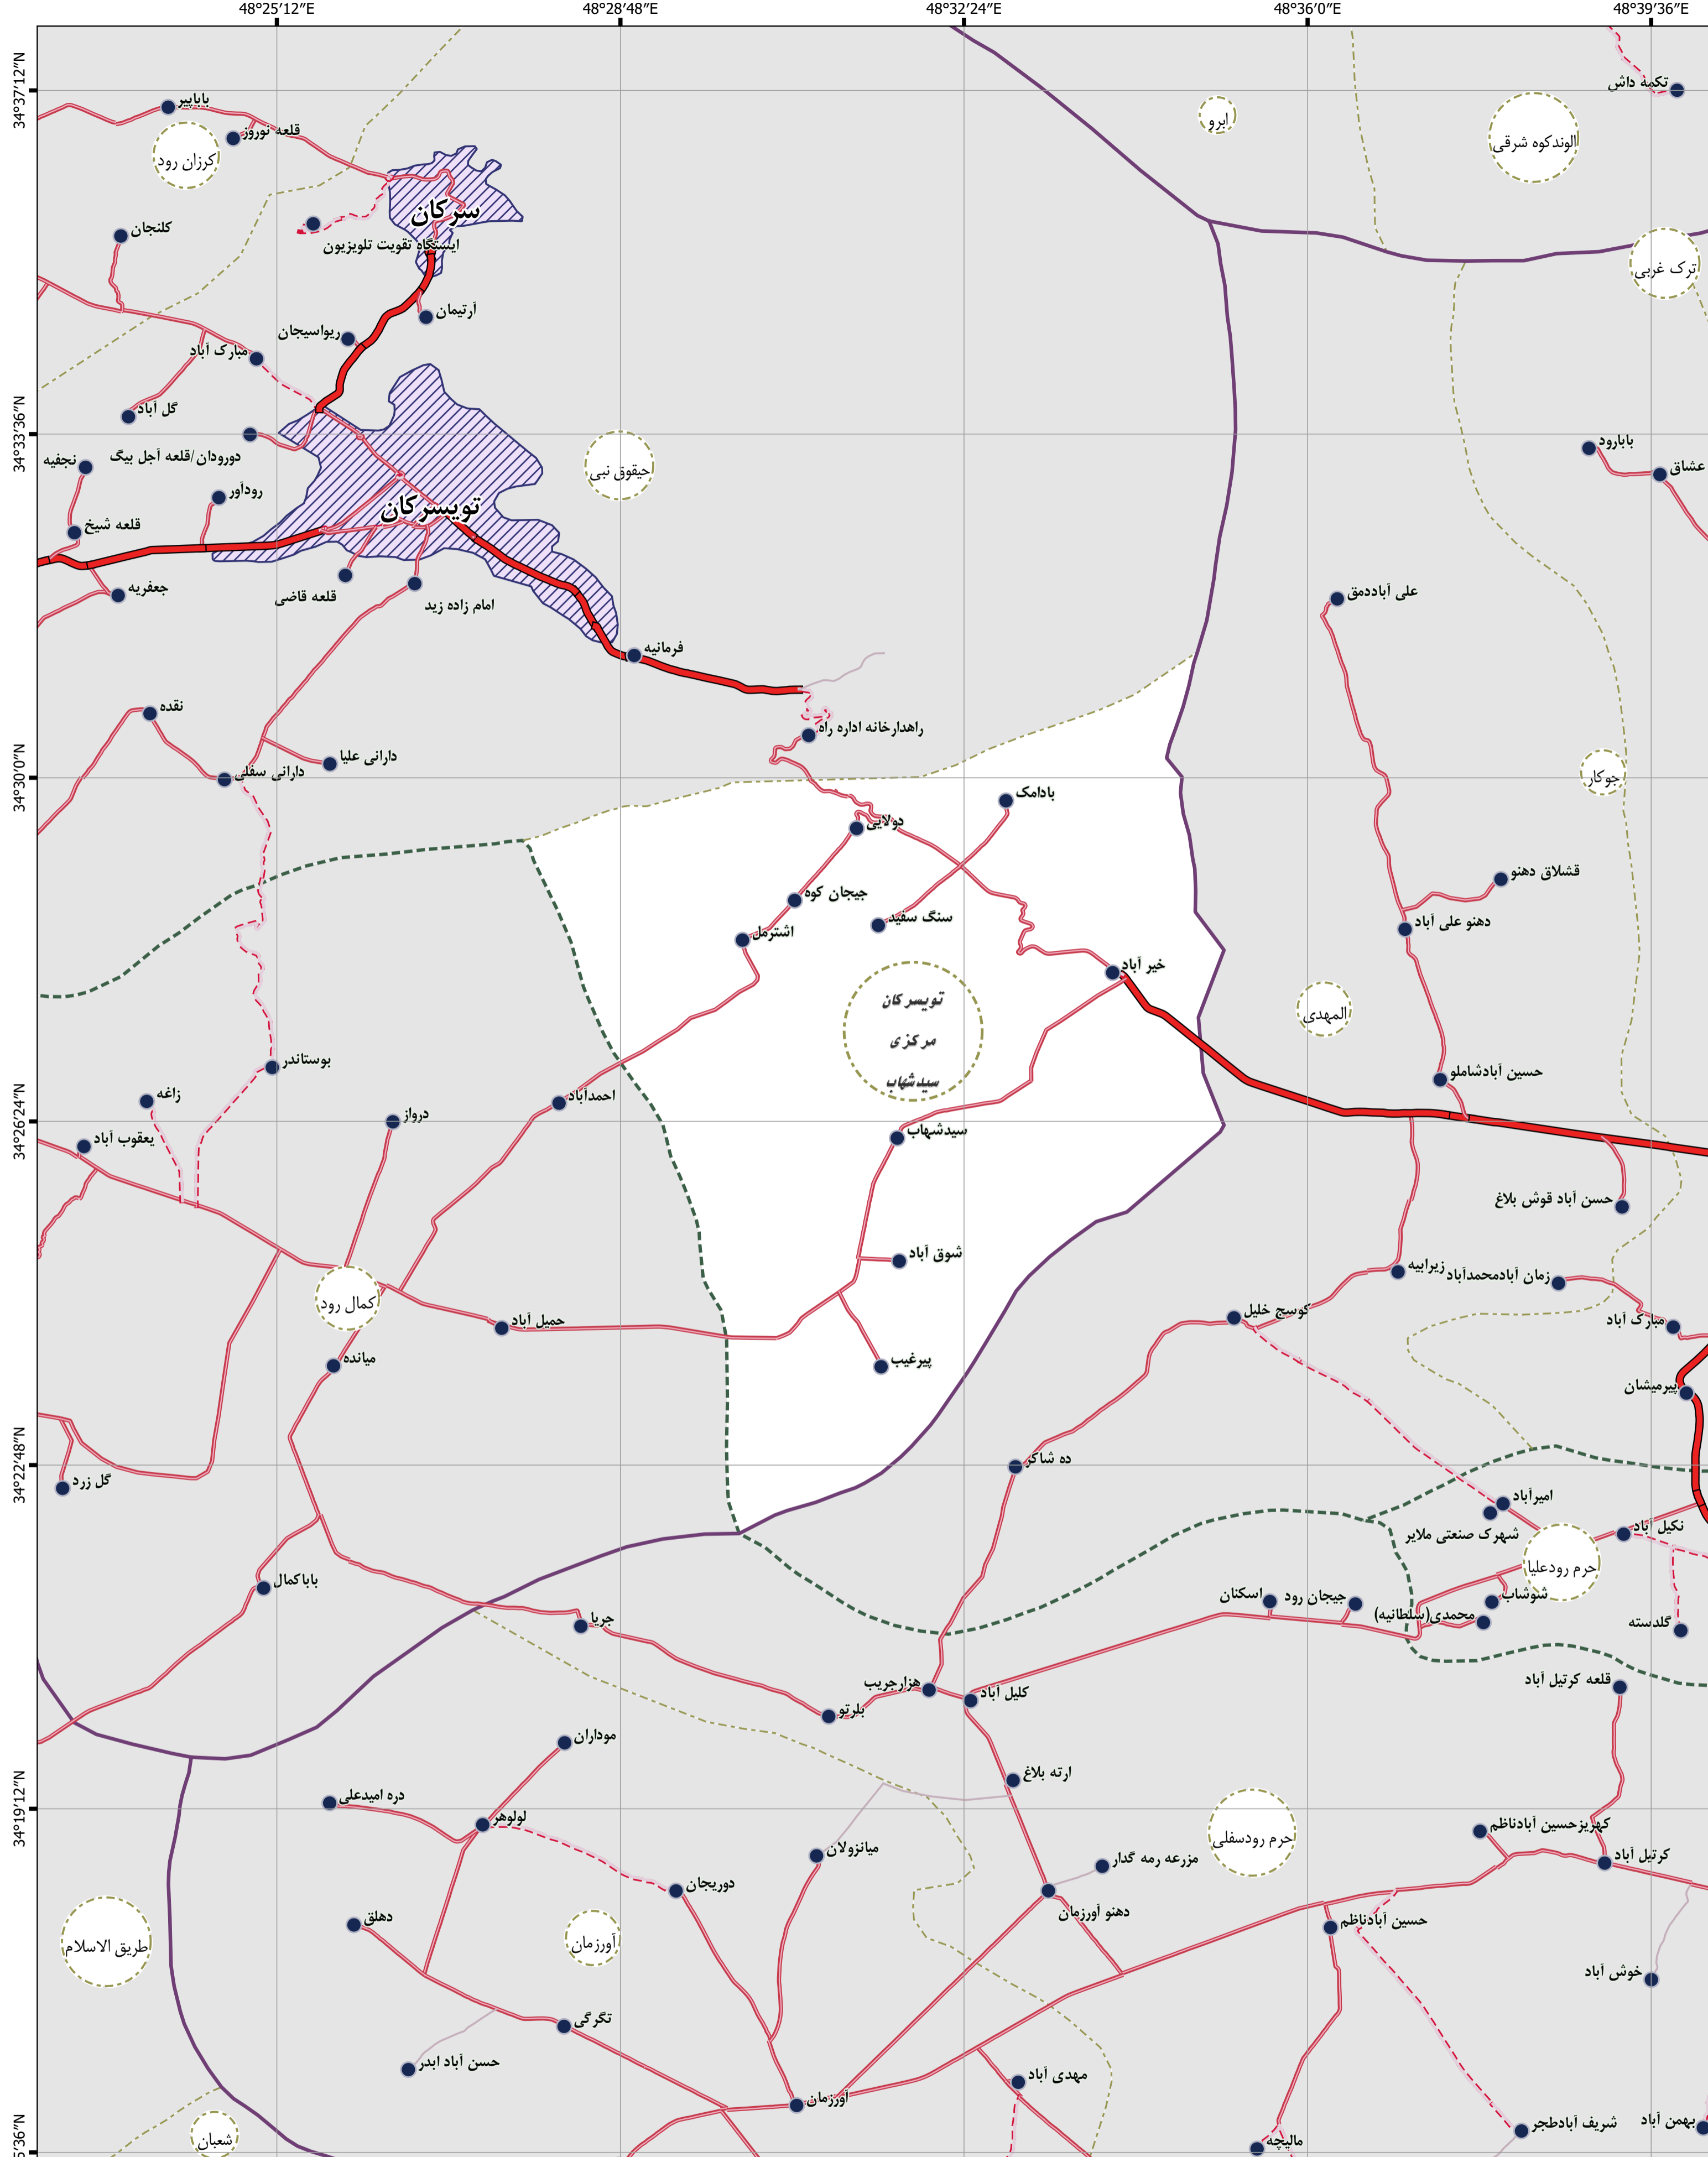 48°25'12"E
48°28'48"E
48°32'24"E
48°36'0"E
48°39'36"E
34°37'12"N
34°33'36"N
34°30'0"N
34°26'24"N
34°22'48"N
34°19'12"N
5'36"N
تکمه داش
باباپیر
قلعه نوروز
کرزان رود
ابرو
الوندکوه شرقی
سرکان
کلنجان
ایستگاه تقویت تلویزیون
ترک غربی
آرتیمان
ریواسیجان
مبارک آباد
گل آباد
دورودان/قلعه آجل بیگ
نجفیه
حیقوق نبی
بابارود
عشاق
رودآور
تویسرکان
قلعه شیخ
جعفریه
قلعه قاضی
امام زاده زید
علی آباددمق
فرمانیه
نقده
راهدارخانه اداره راه
دارانی علیا
دارانی سفلی
جوکار
بادامک
دولایی
جیجان کوه
سنگ سفید
اشترمل
قشلاق دهنو
دهنو علی آباد
خیر آباد
تویسرکان
مرکزی
سیدشهاب
المهدی
بوستاندر
حسین آبادشاملو
زاغه
احمدآباد
درواز
یعقوب آباد
سیدشهاب
حسن آباد قوش بلاغ
شوق آباد
زیرابیه
زمان آبادمحمدآباد
کمال رود
حمیل آباد
کوسیج خلیل
مبارک آباد
میانده
پیرغیب
پیرمیشان
ده شاکر
گل زرد
امیرآباد
شهرک صنعتی ملایر
نکیل آباد
حرم رودعلیا
باباکمال
اسکنان
جیجان رود
شوشاب
محمدی(سلطانیه)
گلدسته
جریا
هزارجریب
کلیل آباد
قلعه کرتیل آباد
بلرتو
موداران
ارته بلاغ
دره امیدعلی
لولوهر
حرم رودسفلی
کهریزحسین آبادناظم
میانزولان
مزرعه رمه گدار
کرتیل آباد
دوریجان
دهنو آورزمان
دهلق
حسین آبادناظم
طریق الاسلام
آورزمان
خوش آباد
تگرگی
حسن آباد ابدر
مهدی آباد
آورزمان
شعبان
مالیچه
شریف آبادطجر
بهمن آباد